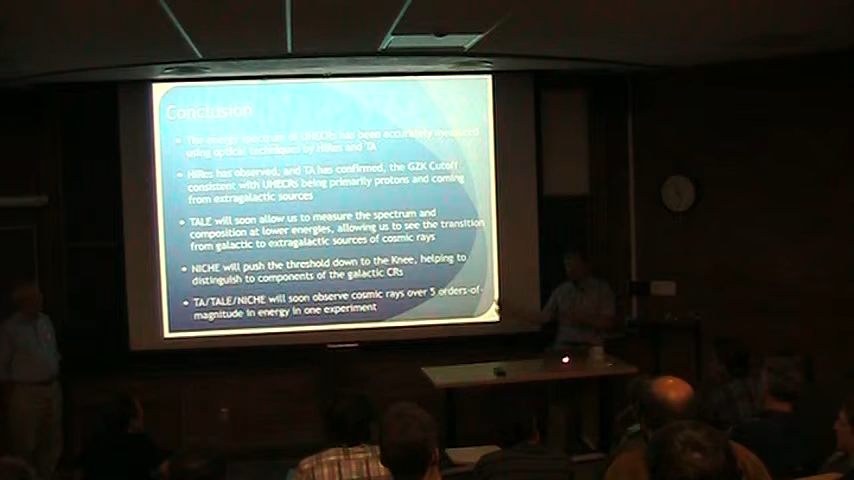 Conclusion
The energy spectrum of UHECRs has been accurately measured
using optical techniques by HiRes and TA
HiRes has observed, and TA has confirmed, the GZK Cutoff
consistent with UHECRs being primarily protons and coming
from extragalactic sources
TALE will soon allow us to measure the spectrum and
composition at lower energies, allowing us to see the transition
from galactic to extragalactic sources of cosmic rays
NICHE will push the threshold down to the Knee, helping to
distinguish to components of the galactic CRs
TA/TALE/NICHE will soon observe cosmic rays over 5 orders-of-
magnitude in energy in one experiment